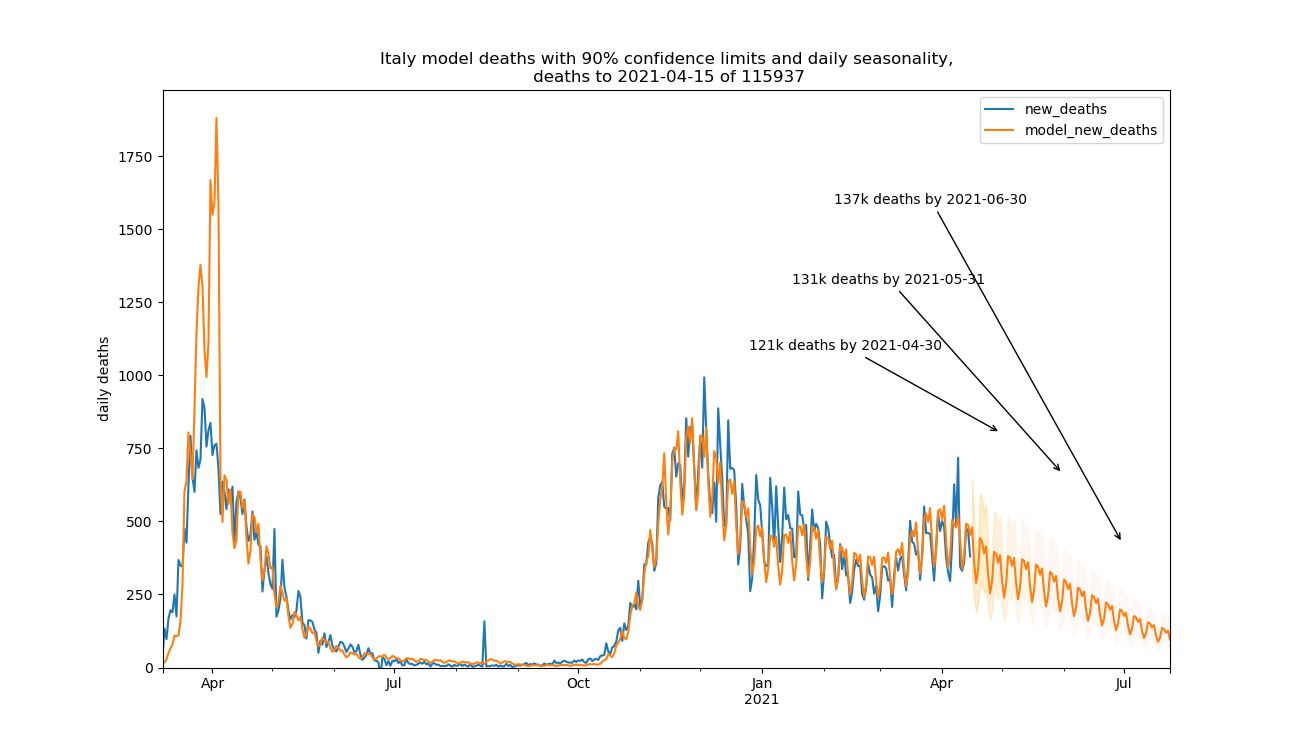 Italy model deaths with 90% confidence limits and daily seasonality,
deaths to 2021-04-15 of 115937
new_deaths
model_new_deaths
137k deaths by 2021-06-30
131k deaths by 2021-05-31
121k deaths by 2021-04-30
daily deaths
1750
1500
1250
1000
750
500
250
0
Apr
Jul
Oct
Jan
2021
Apr
Jul